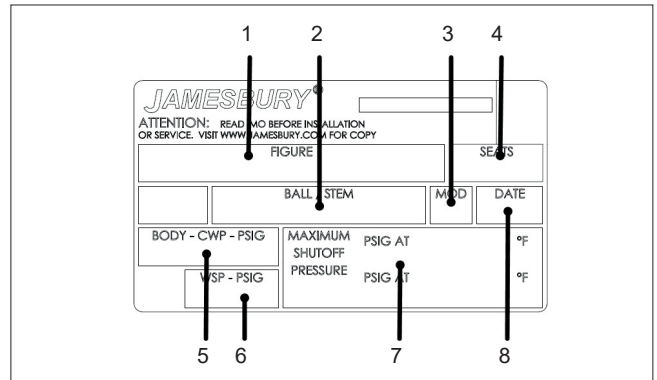 1 2 3 4
JAMESBURY®
ATTENTION: READ IMO BEFORE INSTALLATION
OR SERVICE. VISIT WWW.JAMESBURY.COM FOR COPY
FIGURE SEATS
BALL / STEM MOD DATE
BODY - CWP - PSIG MAXIMUM PSIG AT °F
SHUTOFF
WSP - PSIG PRESSURE PSIG AT °F
5 6 7 8